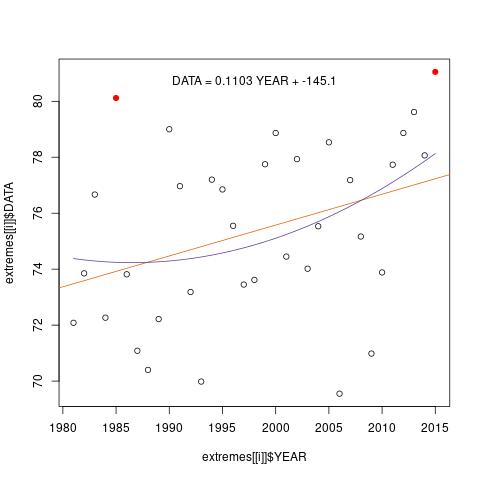 DATA = 0.1103 YEAR + -145.1
extremes[[i]]$DATA
80
78
76
74
72
70
1980 1985 1990 1995 2000 2005 2010 2015
extremes[[i]]$YEAR